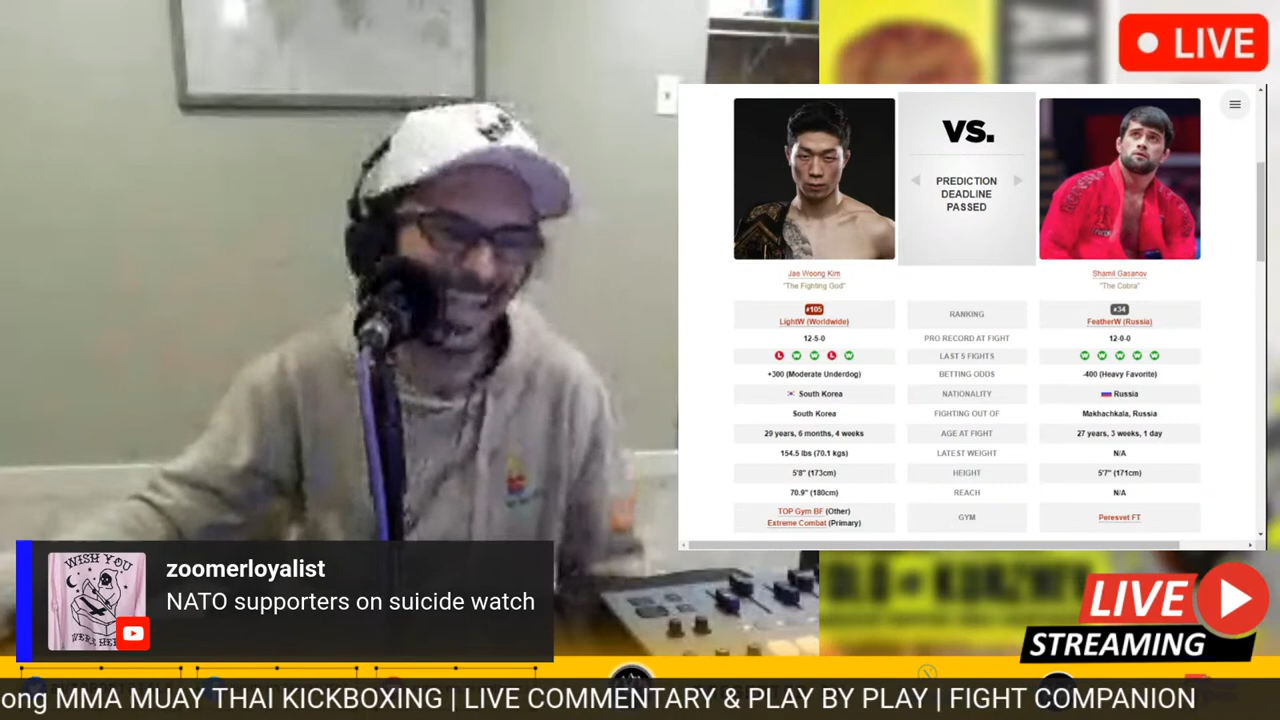 LIVE
VS.
PREDICTION
DEADLINE
PASSED
Jae Woong Kim
"The Fighting God"
Shamil Gasanov
"The Cobra"
#105
LightW (Worldwide)
RANKING
#34
FeatherW (Russia)
12-5-0
PRO RECORD AT FIGHT
12-0-0
L W W L W
LAST 5 FIGHTS
W W W W W
+300 (Moderate Underdog)
BETTING ODDS
-400 (Heavy Favorite)
South Korea
NATIONALITY
Russia
South Korea
FIGHTING OUT OF
Makhachkala, Russia
29 years, 6 months, 4 weeks
AGE AT FIGHT
27 years, 3 weeks, 1 day
154.5 lbs (70.1 kgs)
LATEST WEIGHT
N/A
5'8" (173cm)
HEIGHT
5'7" (171cm)
70.9" (180cm)
REACH
N/A
TOP Gym BF (Other)
Extreme Combat (Primary)
GYM
Peresvet FT
WISH YOU
WERE HERE
zoomerloyalist
NATO supporters on suicide watch
LIVE
STREAMING
ong MMA MUAY THAI KICKBOXING | LIVE COMMENTARY & PLAY BY PLAY | FIGHT COMPANION